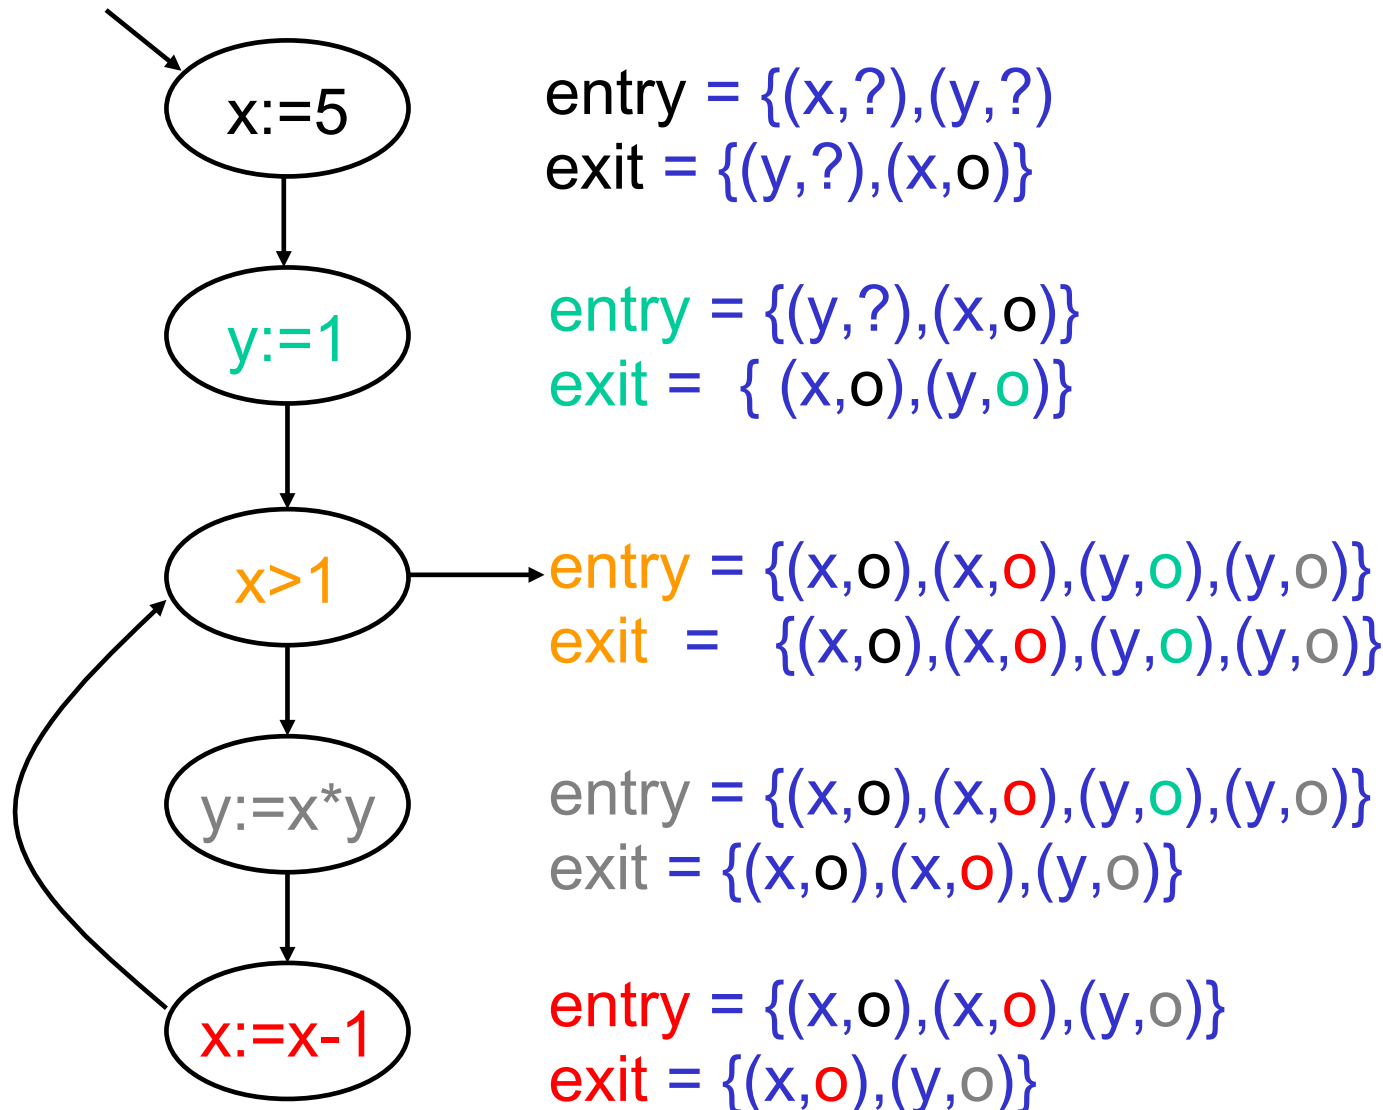 x:=5
entry = {(x,?),(y,?)
exit = {(y,?),(x,o)}
y:=1
entry = {(y,?),(x,o)}
exit = { (x,o),(y,o)}
x>1
entry = {(x,o),(x,o),(y,o),(y,o)}
exit = {(x,o),(x,o),(y,o),(y,o)}
y:=x*y
entry = {(x,o),(x,o),(y,o),(y,o)}
exit = {(x,o),(x,o),(y,o)}
x:=x-1
entry = {(x,o),(x,o),(y,o)}
exit = {(x,o),(y,o)}